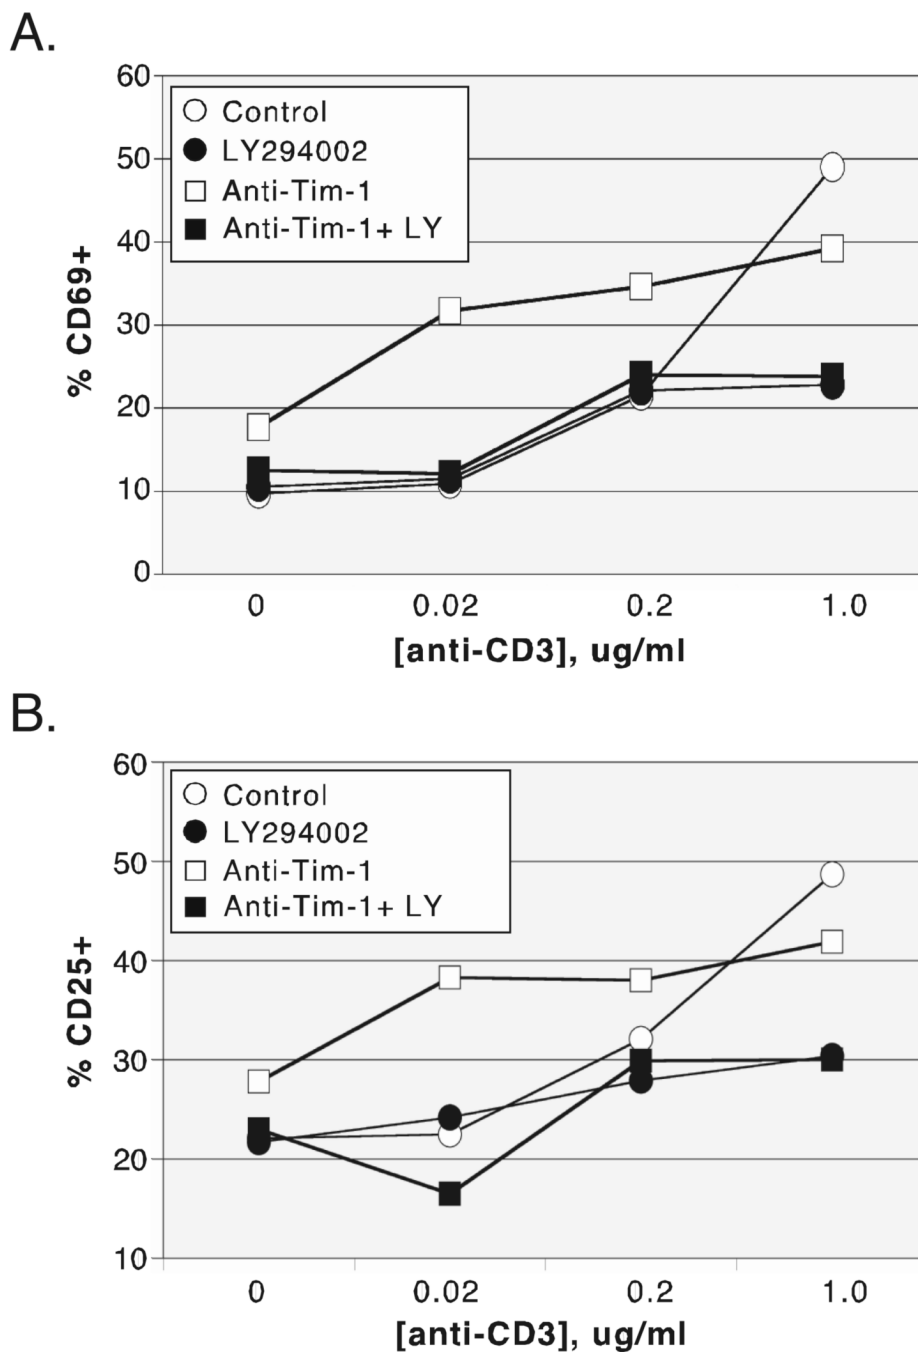 A.
60
50
40
30
20
10
0
% CD69+
Control
LY294002
Anti-Tim-1
Anti-Tim-1+ LY
0 0.02 0.2 1.0
[anti-CD3], ug/ml
B.
60
50
40
30
20
10
% CD25+
Control
LY294002
Anti-Tim-1
Anti-Tim-1+ LY
0 0.02 0.2 1.0
[anti-CD3], ug/ml